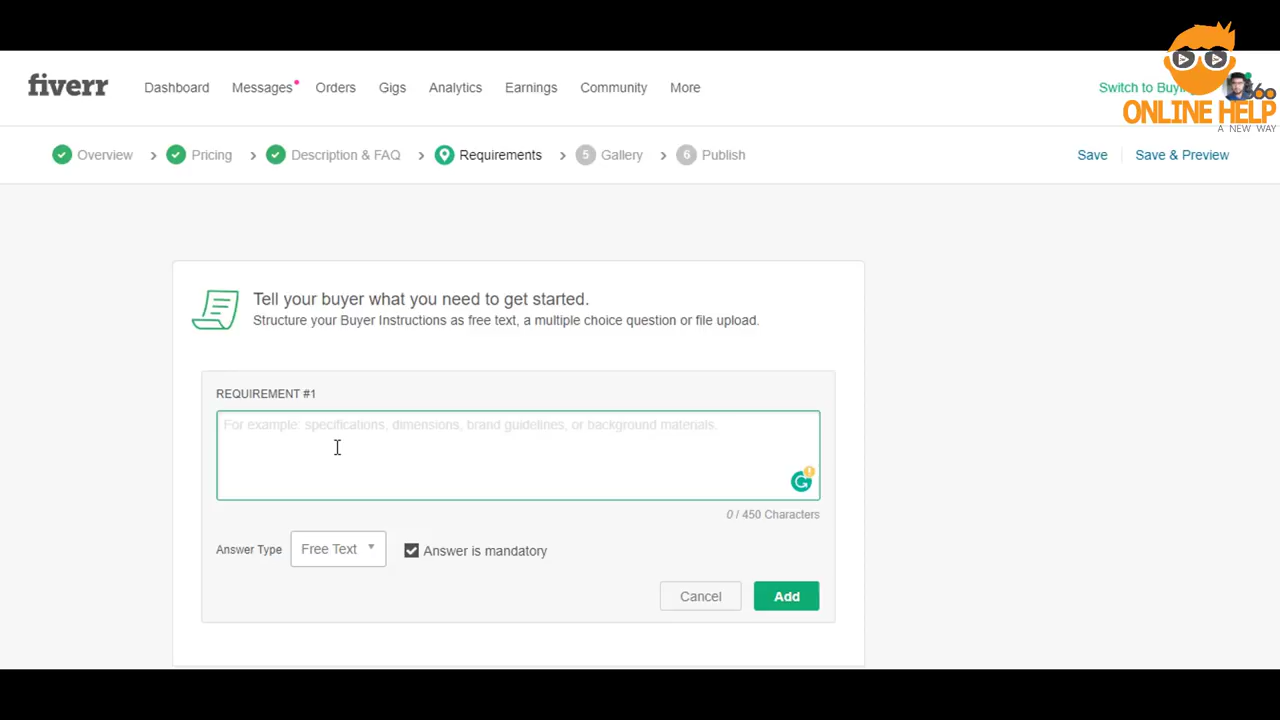 fiverr
Dashboard Messages Orders Gigs Analytics Earnings Community More
Switch to
ONLINE HELP
A NEW WAY
Overview Pricing Description & FAQ Requirements 5 Gallery 6 Publish Save Save & Preview
Tell your buyer what you need to get started.
Structure your Buyer Instructions as free text, a multiple choice question or file upload.
REQUIREMENT #1
For example: specifications, dimensions, brand guidelines, or background materials.
0 / 450 Characters
Answer Type Free Text Answer is mandatory
Cancel Add